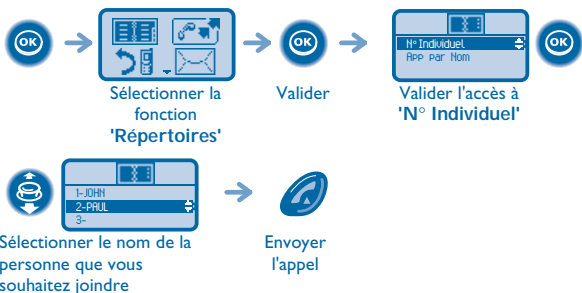 OK
OK
N° Individuel
App par Nom
OK
Sélectionner la
fonction
'Répertoires'
Valider
Valider l'accès à
'N° Individuel'
1-JOHN
2-PAUL
3-
Sélectionner le nom de la
personne que vous
souhaitez joindre
Envoyer
l'appel